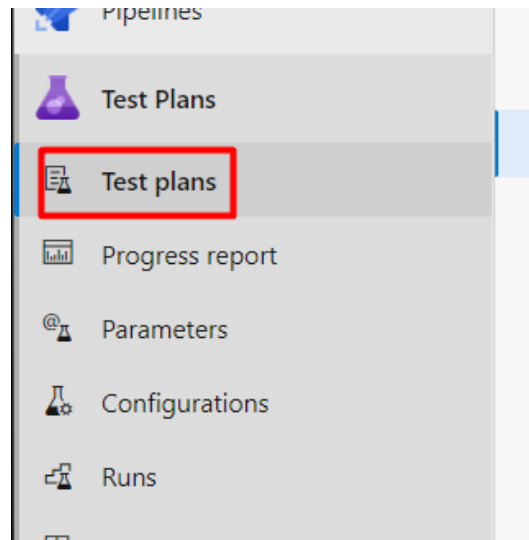 Pipelines
Test Plans
Test plans
Progress report
Parameters
Configurations
Runs